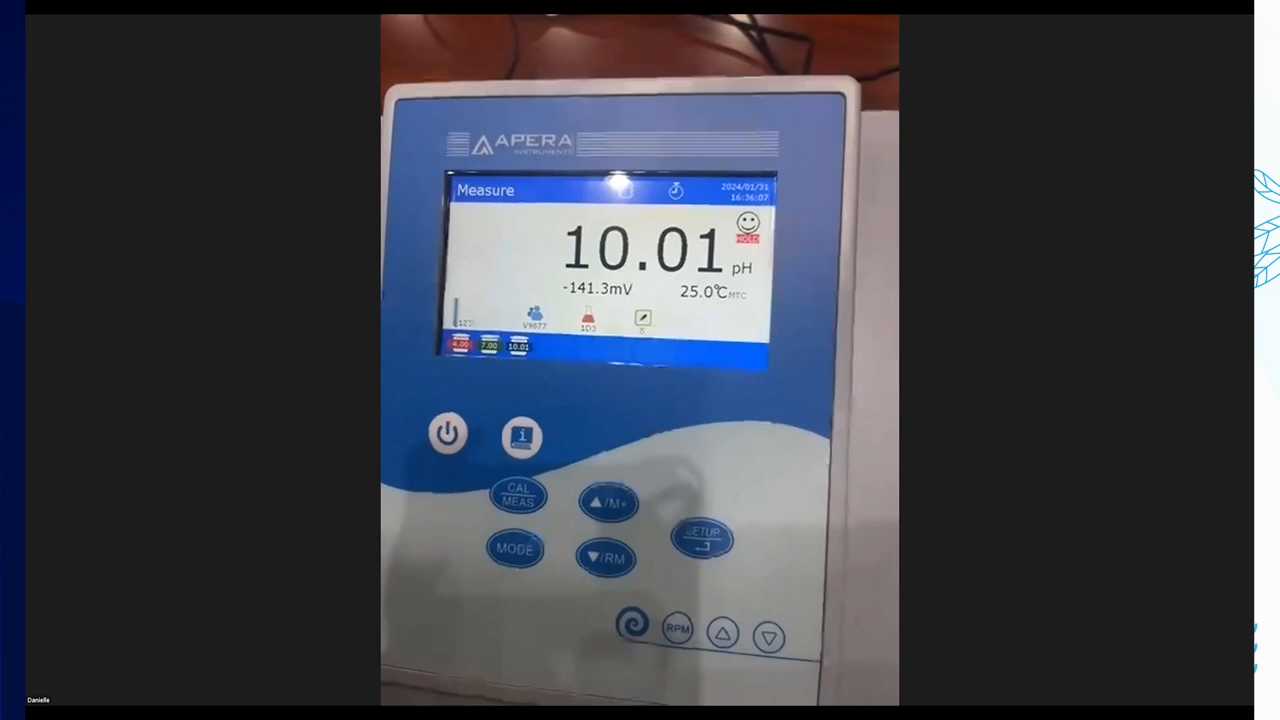 APERA
INSTRUMENTS
Measure
2024/01/31
16:36:07
HOLD
10.01 pH
-141.3mV 25.0°C MTC
V9877 1D3
4.00 7.00 10.01
i
CAL
MEAS
▲/M+
SETUP
MODE
▼/RM
RPM
Danielle